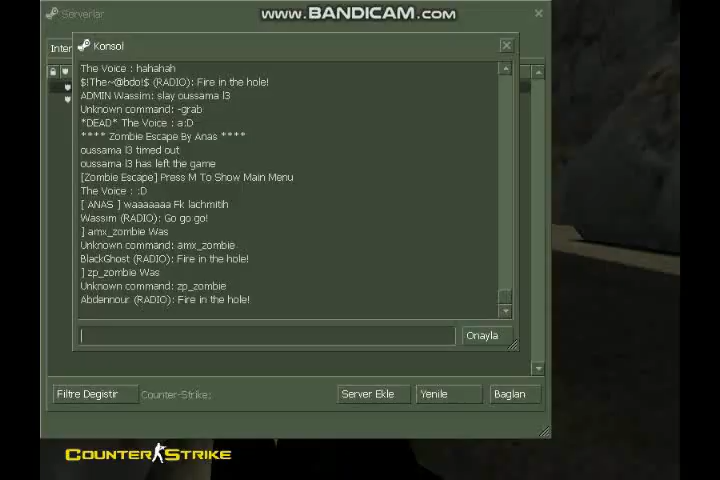 www.BANDICAM.com
Serverlar
Inter
Konsol
The Voice : hahahah
$!The~@bdo!$ (RADIO): Fire in the hole!
ADMIN Wassim: slay oussama l3
Unknown command: -grab
*DEAD* The Voice : a:D
**** Zombie Escape By Anas ****
oussama l3 timed out
oussama l3 has left the game
[Zombie Escape] Press M To Show Main Menu
The Voice : :D
[ ANAS ] waaaaaaa Fk lachmitih
Wassim (RADIO): Go go go!
] amx_zombie Was
Unknown command: amx_zombie
BlackGhost (RADIO): Fire in the hole!
] zp_zombie Was
Unknown command: zp_zombie
Abdennour (RADIO): Fire in the hole!
Onayla
Filtre Degistir
Counter-Strike;
Server Ekle
Yenile
Baglan
COUNTER STRIKE